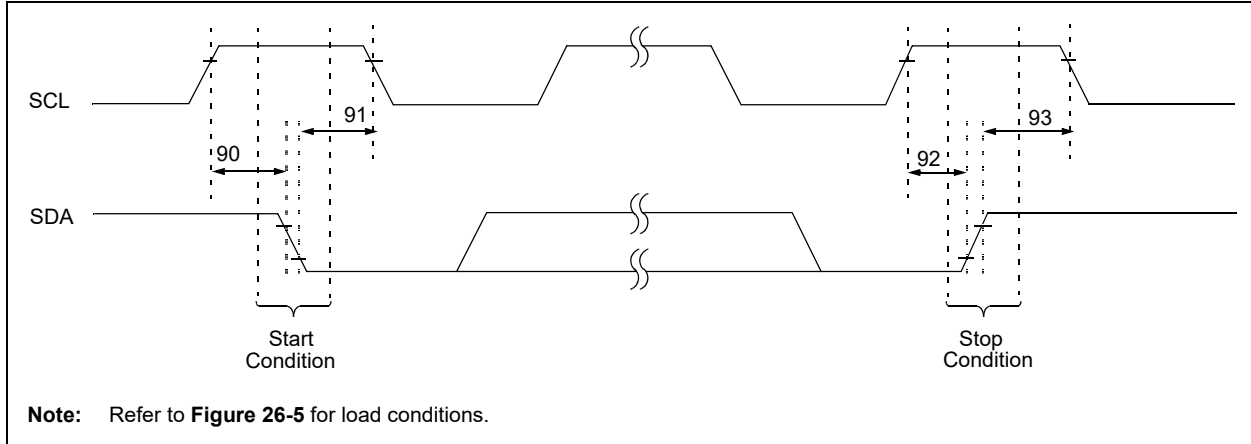 SCL
91
93
90
92
SDA
Start
Condition
Stop
Condition
Note: Refer to Figure 26-5 for load conditions.